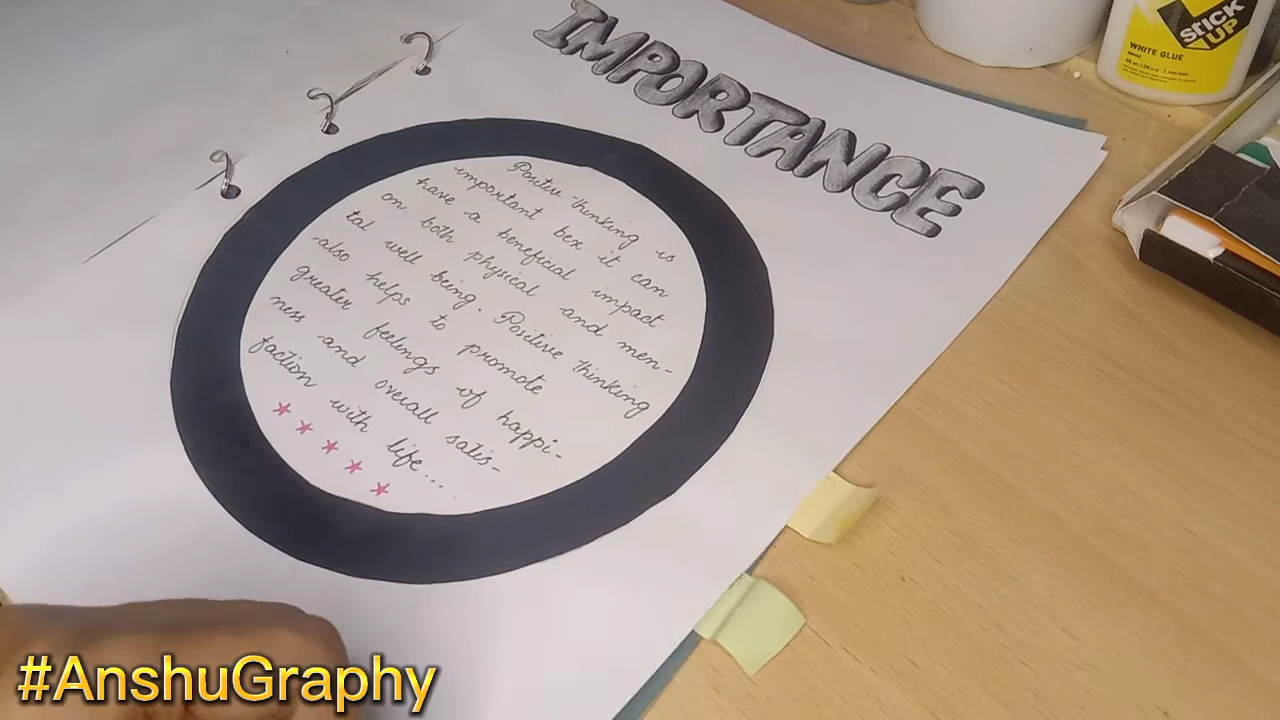 IMPORTANCE
Positive thinking is
important bcx it can
have a beneficial impact
on both physical and men-
tal well being. Positive thinking
also helps to promote
greater feelings of happi-
ness and overall satis-
faction with life....
STICK
UP
WHITE GLUE
#AnshuGraphy